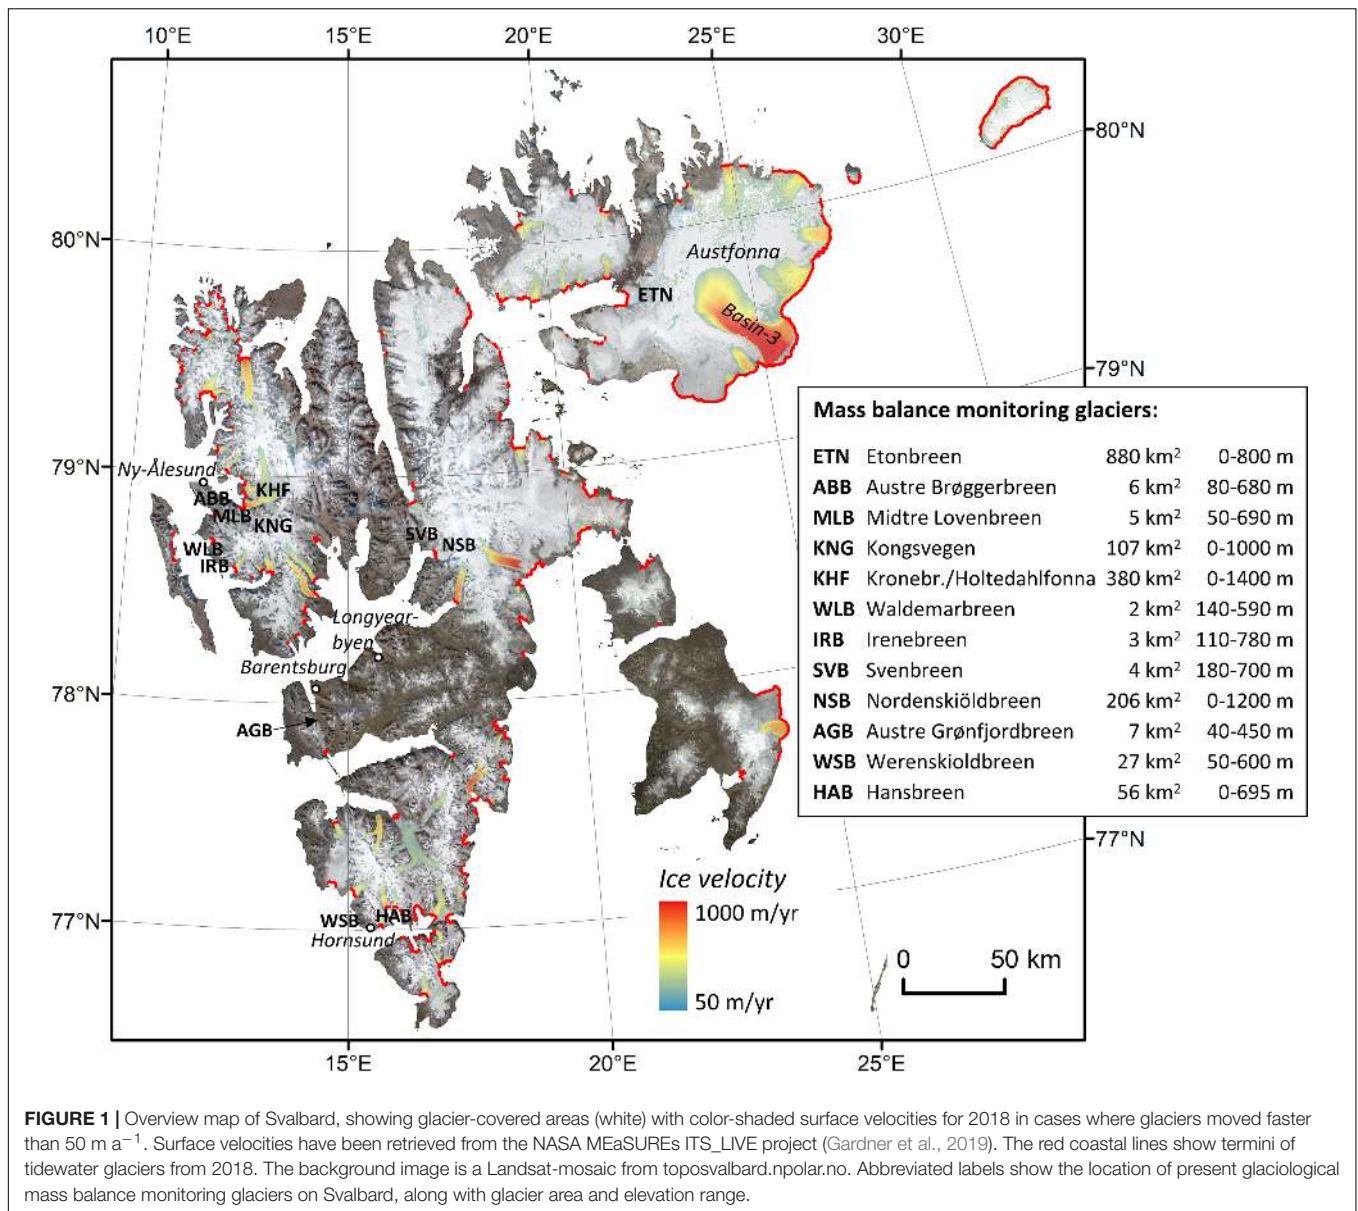 10°E 15°E 20°E 25°E 30°E
80°N
80°N
Austfonna
ETN
Basin-3
79°N
79°N
Ny-Ålesund
ABB
KHF
MLB
KNG
SVB
NSB
WLB
IRB
Longyear-
byen
Barentsburg
78°N
AGB
Mass balance monitoring glaciers:
ETN Etonbreen 880 km² 0-800 m
ABB Austre Brøggerbreen 6 km² 80-680 m
MLB Midtre Lovenbreen 5 km² 50-690 m
KNG Kongsvegen 107 km² 0-1000 m
KHF Kronebr./Holtedahlfonna 380 km² 0-1400 m
WLB Waldemarbreen 2 km² 140-590 m
IRB Irenebreen 3 km² 110-780 m
SVB Svenbreen 4 km² 180-700 m
NSB Nordenskiöldbreen 206 km² 0-1200 m
AGB Austre Grønfjordbreen 7 km² 40-450 m
WSB Werenskioldbreen 27 km² 50-600 m
HAB Hansbreen 56 km² 0-695 m
77°N
Ice velocity
1000 m/yr
50 m/yr
77°N
WSB HAB
Hornsund
0 50 km
15°E 20°E 25°E
FIGURE 1 | Overview map of Svalbard, showing glacier-covered areas (white) with color-shaded surface velocities for 2018 in cases where glaciers moved faster
than 50 m a⁻¹. Surface velocities have been retrieved from the NASA MEaSUREs ITS_LIVE project (Gardner et al., 2019). The red coastal lines show termini of
tidewater glaciers from 2018. The background image is a Landsat-mosaic from toposvalbard.npolar.no. Abbreviated labels show the location of present glaciological
mass balance monitoring glaciers on Svalbard, along with glacier area and elevation range.